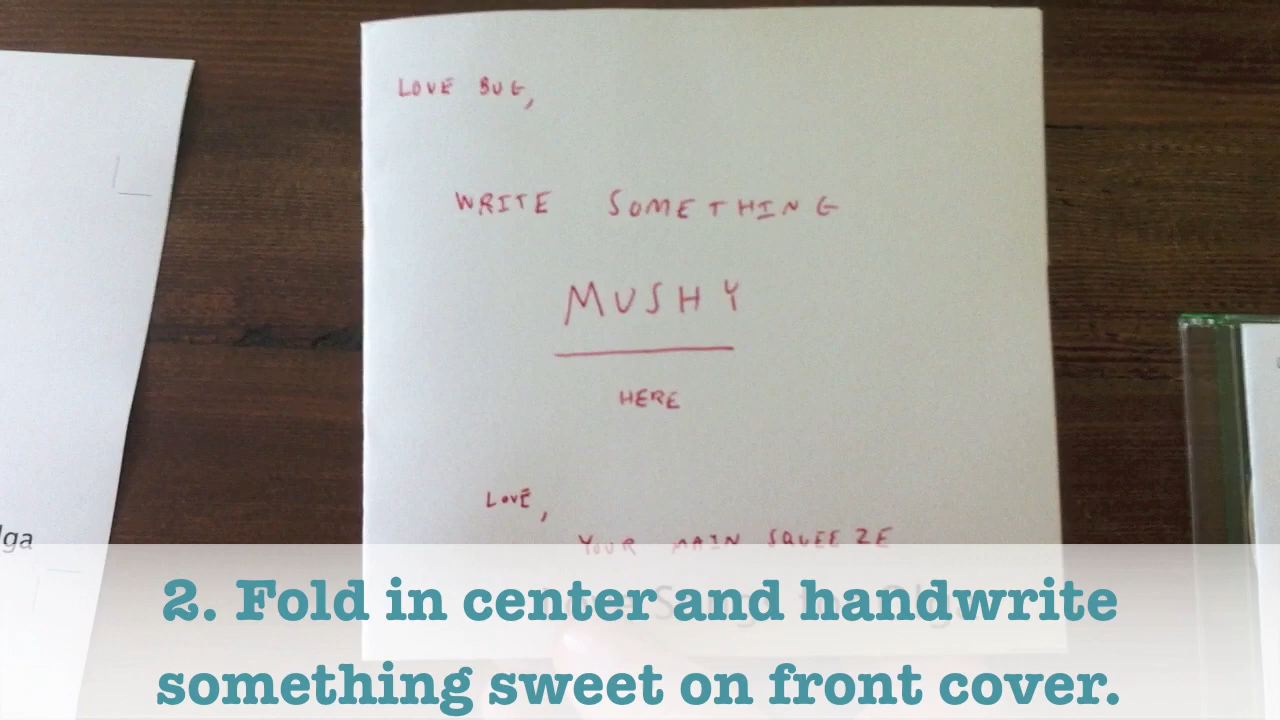 LOVE BUG,
WRITE SOMETHING
MUSHY
HERE
LOVE,
YOUR MAIN SQUEEZE
lga
2. Fold in center and handwrite
something sweet on front cover.